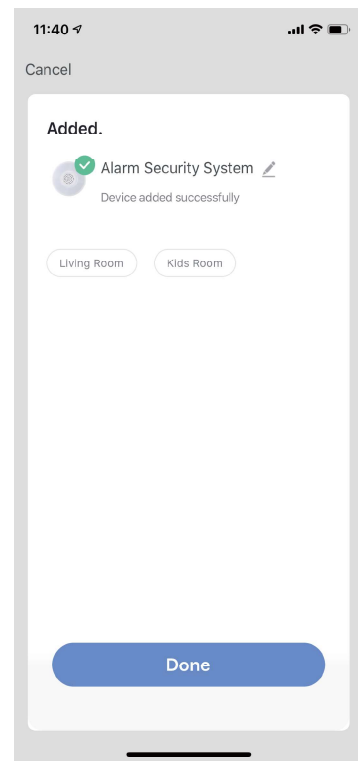 11:40
Cancel
Added.
Alarm Security System
Device added successfully
Living Room
Kids Room
Done